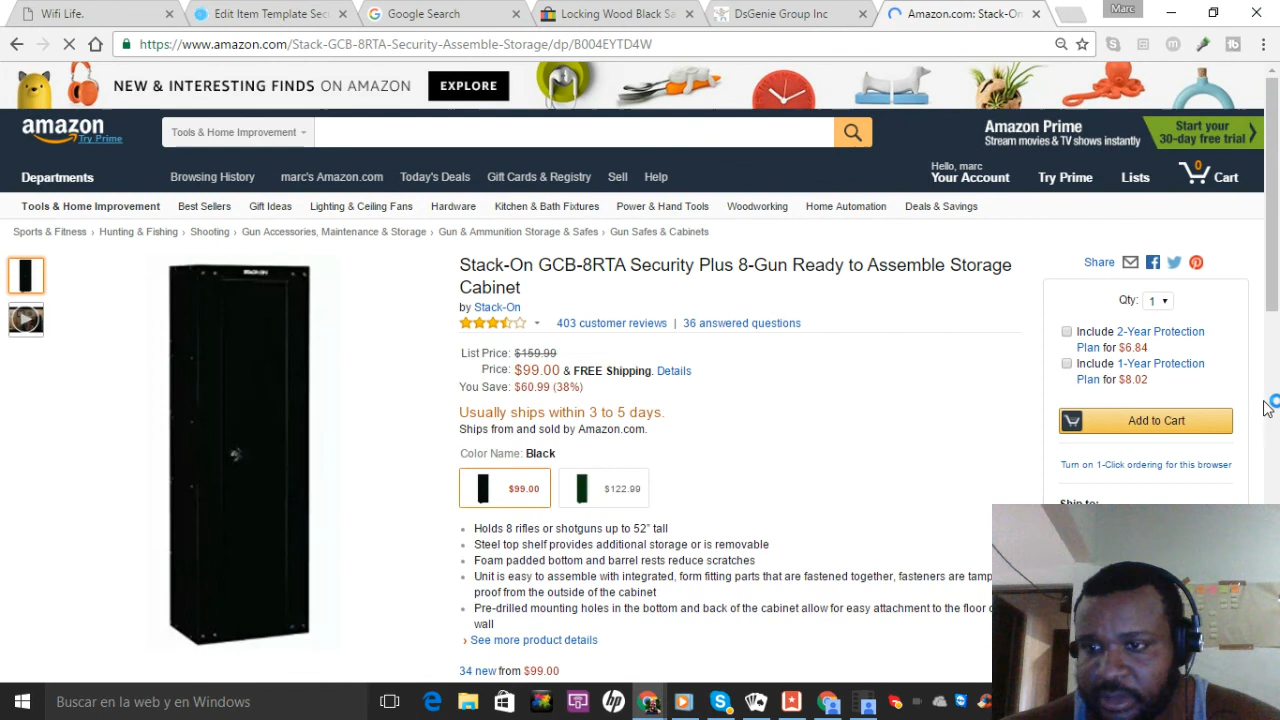 Wifi Life.
Edit Item Template Sec
Google Search
Locking Wood Black Sa
DsGenie Group Inc
Amazon.com: Stack-On
Marc
https://www.amazon.com/Stack-GCB-8RTA-Security-Assemble-Storage/dp/B004EYTD4W
NEW & INTERESTING FINDS ON AMAZON
EXPLORE
amazon
Try Prime
Tools & Home Improvement
Amazon Prime
Stream movies & TV shows instantly
Start your
30-day free trial
Departments
Browsing History
marc's Amazon.com
Today's Deals
Gift Cards & Registry
Sell
Help
Hello, marc
Your Account
Try Prime
Lists
0
Cart
Tools & Home Improvement
Best Sellers
Gift Ideas
Lighting & Ceiling Fans
Hardware
Kitchen & Bath Fixtures
Power & Hand Tools
Woodworking
Home Automation
Deals & Savings
Sports & Fitness › Hunting & Fishing › Shooting › Gun Accessories, Maintenance & Storage › Gun & Ammunition Storage & Safes › Gun Safes & Cabinets
STACK-ON
Stack-On GCB-8RTA Security Plus 8-Gun Ready to Assemble Storage
Cabinet
by Stack-On
403 customer reviews | 36 answered questions
List Price: $159.99
Price: $99.00 & FREE Shipping. Details
You Save: $60.99 (38%)
Usually ships within 3 to 5 days.
Ships from and sold by Amazon.com.
Color Name: Black
$99.00
$122.99
Holds 8 rifles or shotguns up to 52” tall
Steel top shelf provides additional storage or is removable
Foam padded bottom and barrel rests reduce scratches
Unit is easy to assemble with integrated, form fitting parts that are fastened together, fasteners are tamp
proof from the outside of the cabinet
Pre-drilled mounting holes in the bottom and back of the cabinet allow for easy attachment to the floor o
wall
› See more product details
34 new from $99.00
Share
Qty: 1
Include 2-Year Protection
Plan for $6.84
Include 1-Year Protection
Plan for $8.02
Add to Cart
Turn on 1-Click ordering for this browser
Ship to:
Buscar en la web y en Windows